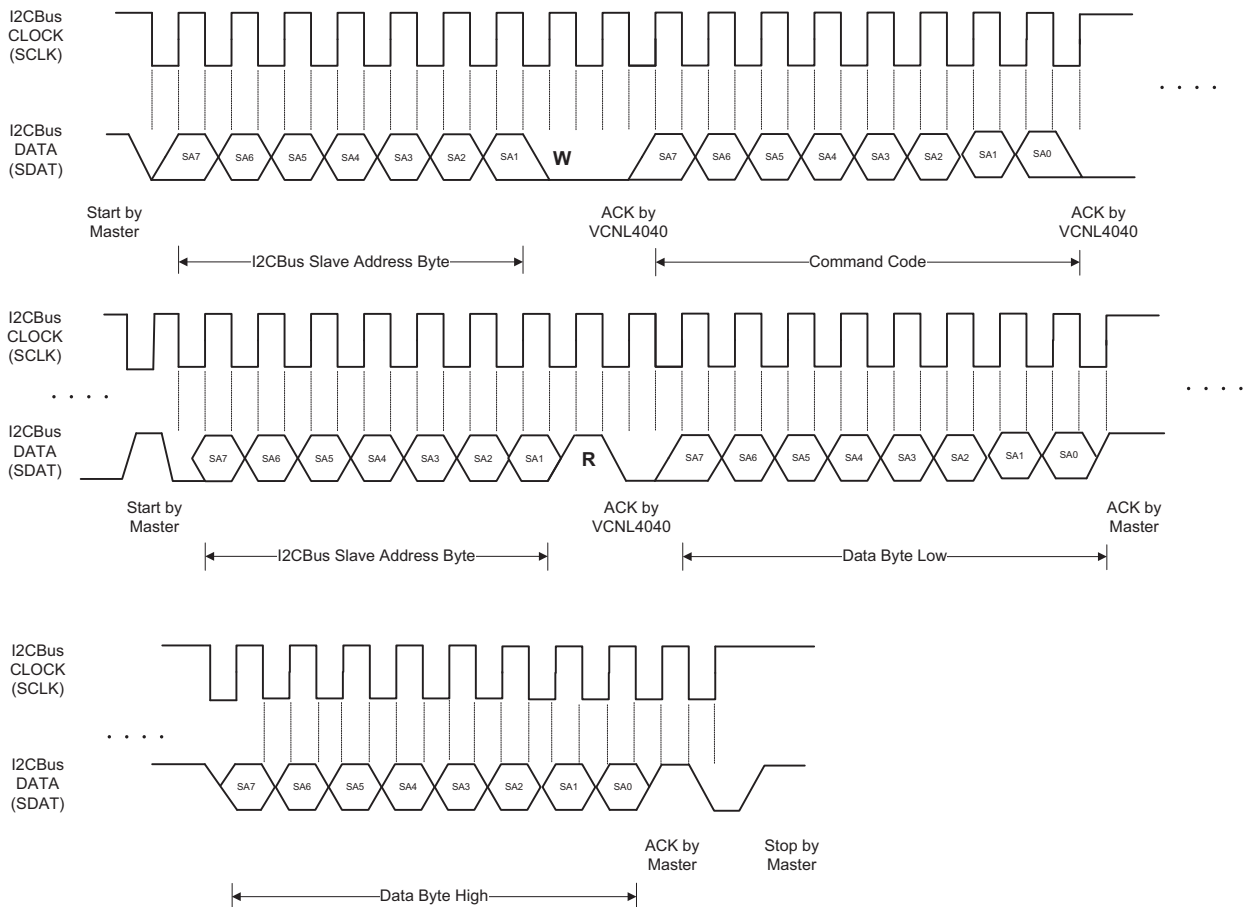 I2CBus
CLOCK
(SCLK)
. . . .
I2CBus
DATA
(SDAT)
SA7 SA6 SA5 SA4 SA3 SA2 SA1 W SA7 SA6 SA5 SA4 SA3 SA2 SA1 SA0
Start by
Master
ACK by
VCNL4040
ACK by
VCNL4040
I2CBus Slave Address Byte
Command Code
I2CBus
CLOCK
(SCLK)
. . . .
. . . .
I2CBus
DATA
(SDAT)
SA7 SA6 SA5 SA4 SA3 SA2 SA1 R SA7 SA6 SA5 SA4 SA3 SA2 SA1 SA0
Start by
Master
ACK by
VCNL4040
ACK by
Master
I2CBus Slave Address Byte
Data Byte Low
I2CBus
CLOCK
(SCLK)
. . . .
I2CBus
DATA
(SDAT)
SA7 SA6 SA5 SA4 SA3 SA2 SA1 SA0
ACK by
Master
Stop by
Master
Data Byte High